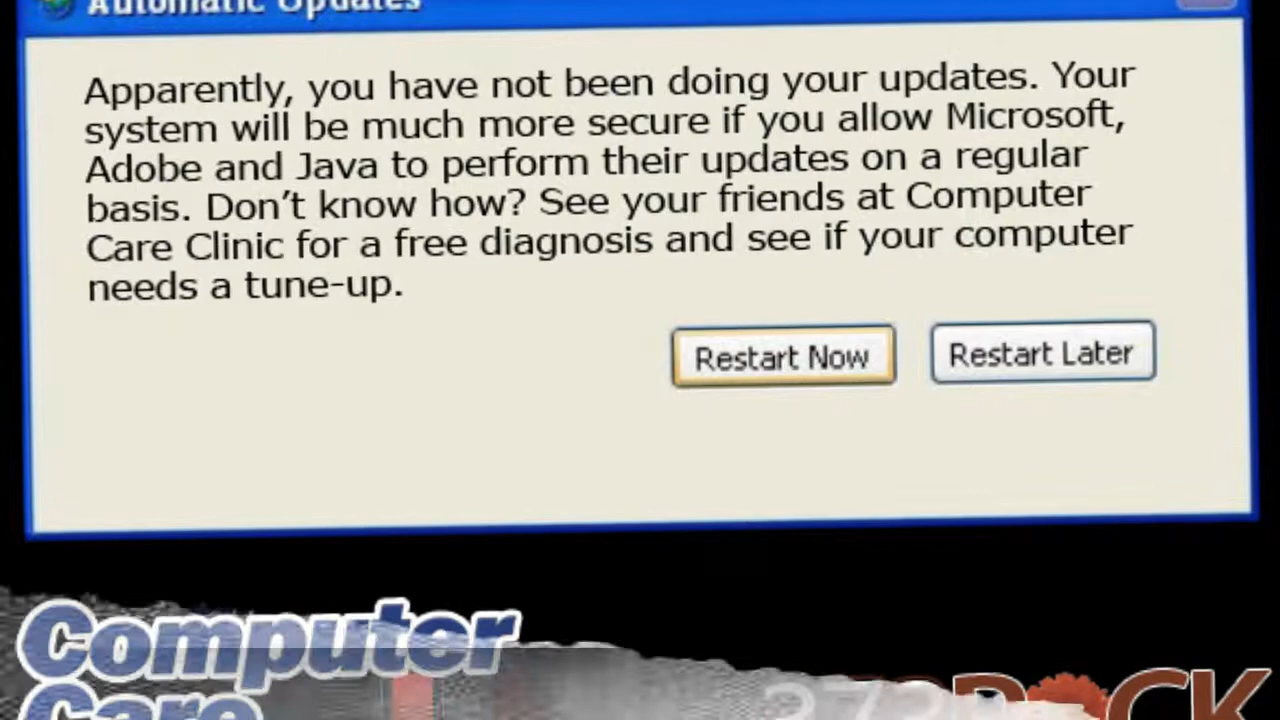 Automatic Updates
Apparently, you have not been doing your updates. Your
system will be much more secure if you allow Microsoft,
Adobe and Java to perform their updates on a regular
basis. Don't know how? See your friends at Computer
Care Clinic for a free diagnosis and see if your computer
needs a tune-up.
Restart Now
Restart Later
Computer
Care